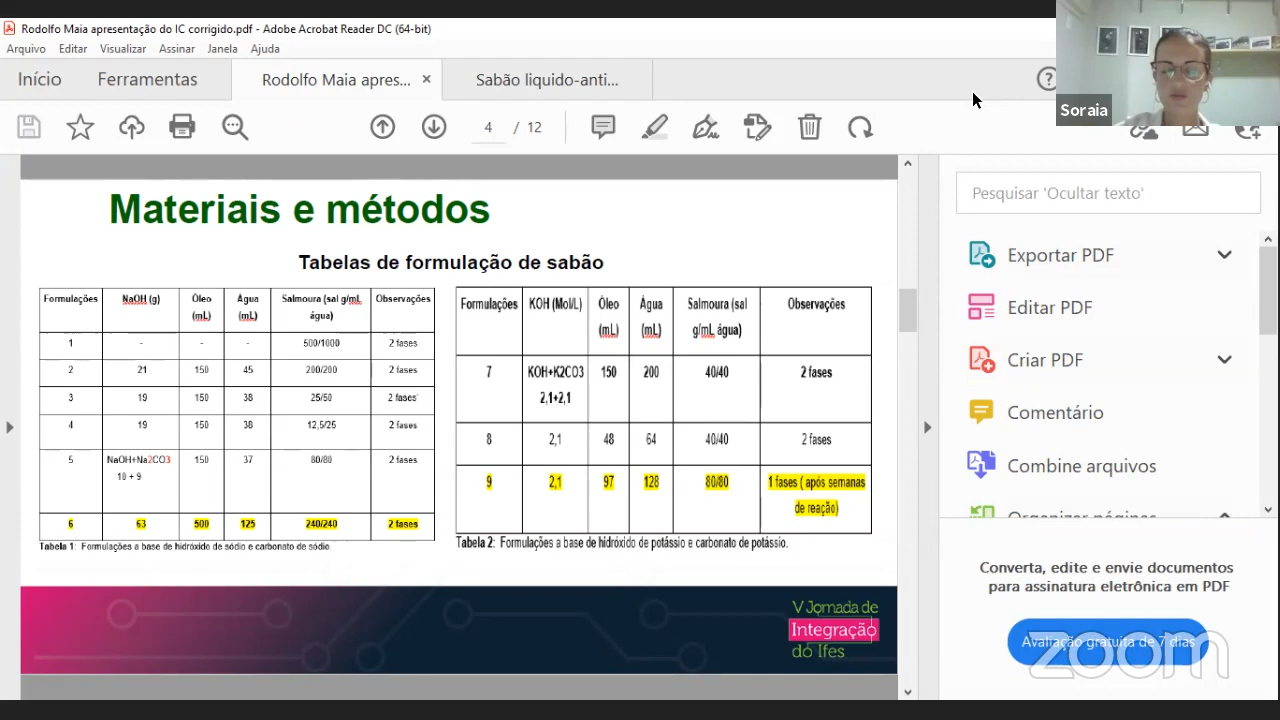 Rodolfo Maia apresentação do IC corrigido.pdf - Adobe Acrobat Reader DC (64-bit)
Arquivo Editar Visualizar Assinar Janela Ajuda
Início Ferramentas Rodolfo Maia apres... × Sabão liquido-anti...
Soraia
4 / 12
Materiais e métodos
Tabelas de formulação de sabão
Formulações NaOH (g) Óleo (mL) Água (mL) Salmoura (sal g/mL água) Observações
1 - - - 500/1000 2 fases
2 21 150 45 200/200 2 fases
3 19 150 38 25/50 2 fases
4 19 150 38 12,5/25 2 fases
5 NaOH+Na2CO3 10 + 9 150 37 80/80 2 fases
6 63 500 125 240/240 2 fases
Tabela 1: Formulações a base de hidróxido de sódio e carbonato de sódio.
Formulações KOH (Mol/L) Óleo (mL) Água (mL) Salmoura (sal g/mL água) Observações
7 KOH+K2CO3 2,1+2,1 150 200 40/40 2 fases
8 2,1 48 64 40/40 2 fases
9 2,1 97 128 80/80 1 fases ( após semanas de reação)
Tabela 2: Formulações a base de hidróxido de potássio e carbonato de potássio.
V Jornada de
Integração
do Ifes
Pesquisar 'Ocultar texto'
Exportar PDF
Editar PDF
Criar PDF
Comentário
Combine arquivos
Organizar páginas
Converta, edite e envie documentos
para assinatura eletrônica em PDF
Avaliação gratuita de 7 dias
zoom